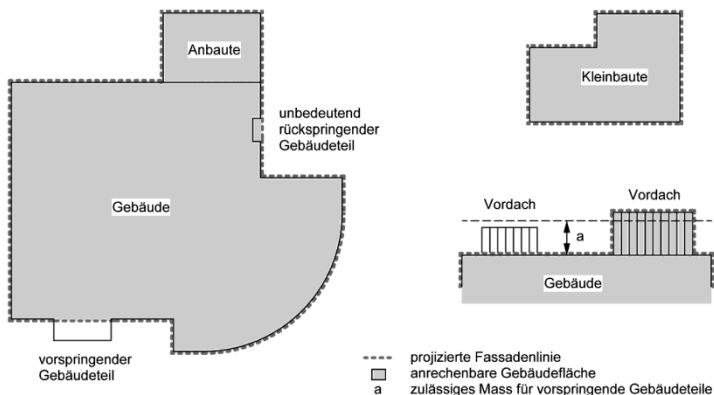 Anbaute
unbedeutend
rückspringender
Gebäudeteil
Gebäude
vorspringender
Gebäudeteil
Kleinbaute
Vordach
Vordach
a
Gebäude
projizierte Fassadenlinie
anrechenbare Gebäudefläche
a zulässiges Mass für vorspringende Gebäudeteile